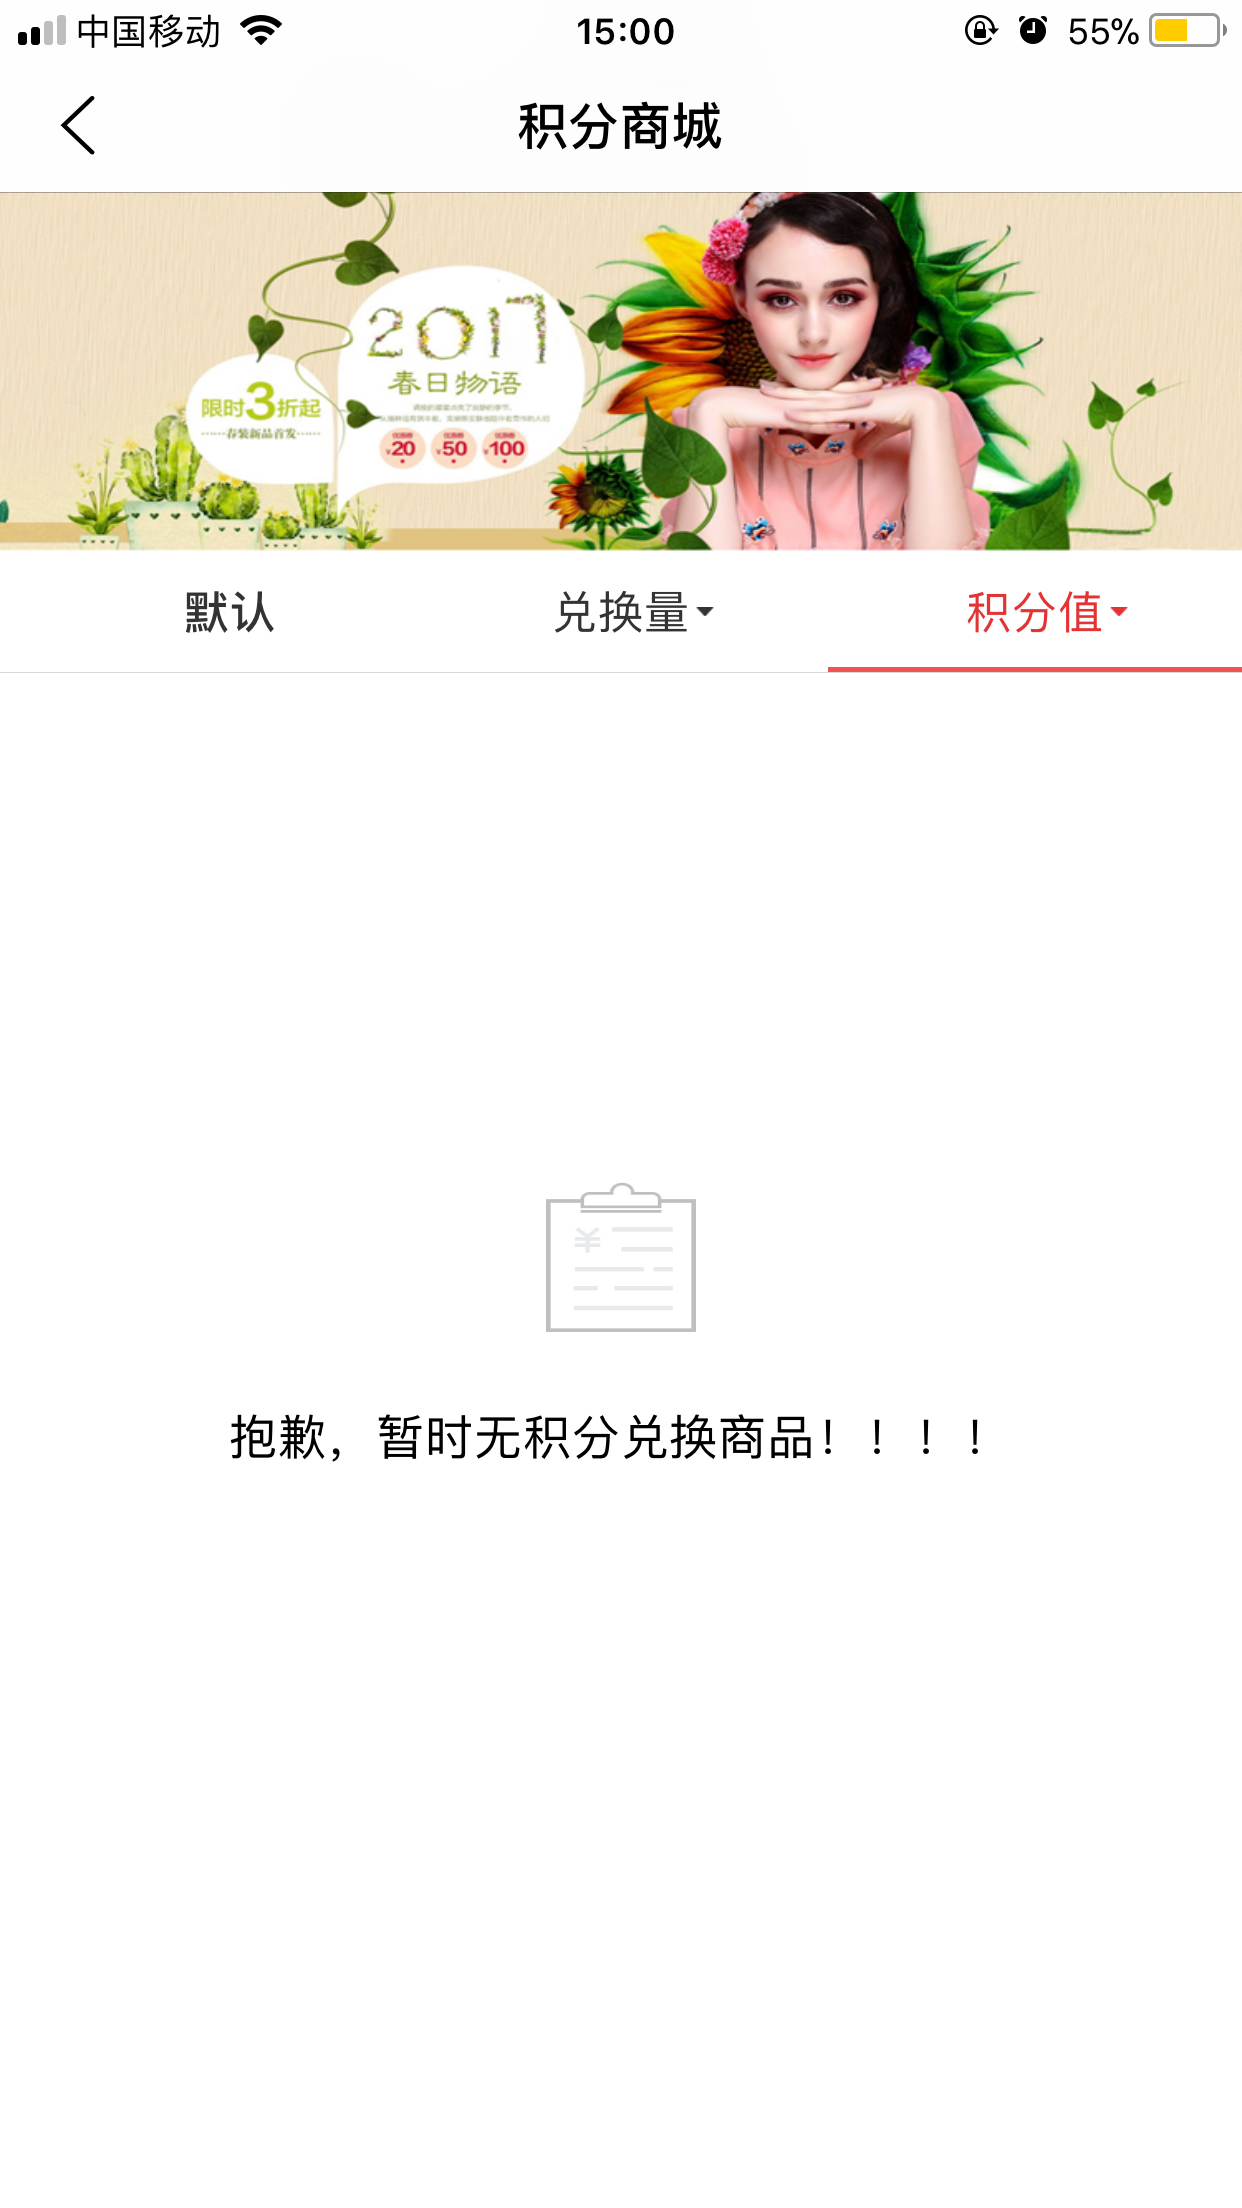 中国移动
15:00
55%
积分商城
2017
春日物语
限时3折起
春装新品首发
¥20
¥50
¥100
默认
兑换量
积分值
¥
抱歉，暂时无积分兑换商品！！！！